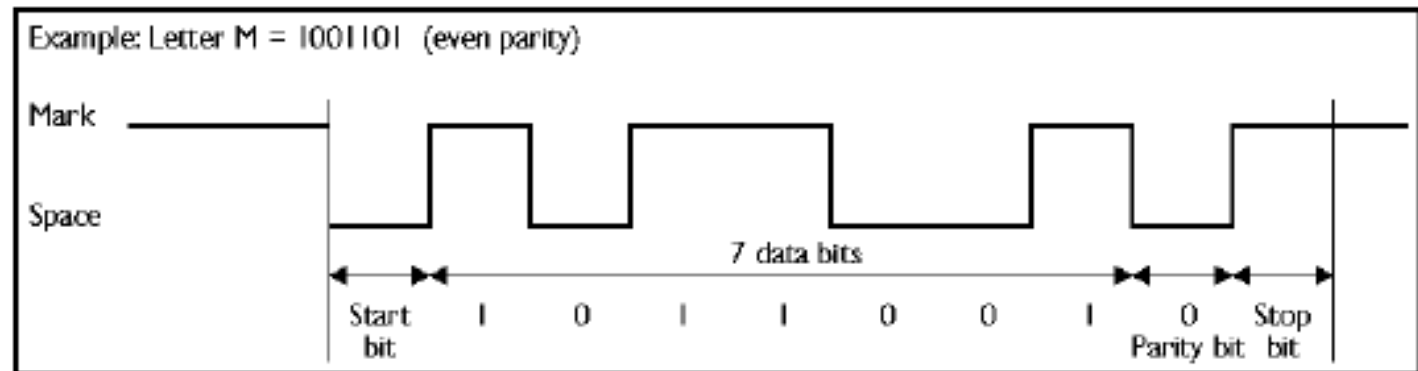 Example: Letter M = 1001101 (even parity)
Mark
Space
7 data bits
Start bit
1 0 1 1 0 0 1 0
Parity bit
Stop bit